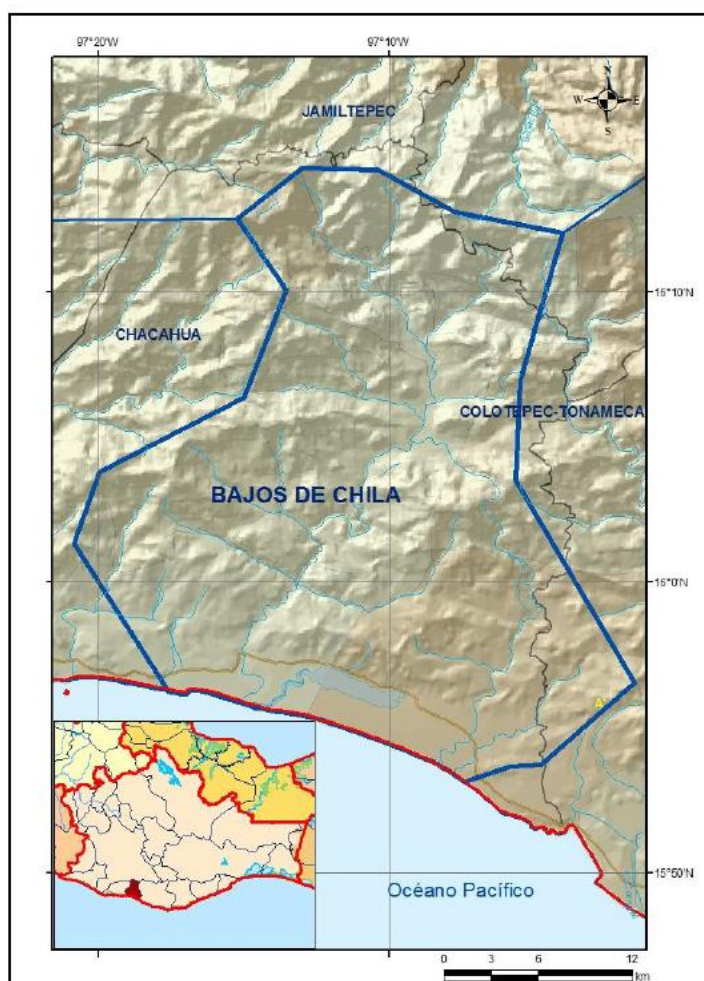 97°20'W 97°10'W
N
W E
S
JAMILTEPEC
15°10'N
CHACAHUA
COLOTEPEC-TONAMECA
BAJOS DE CHILA
15°0'N
A
15°50'N
Océano Pacífico
0 3 6 12
km